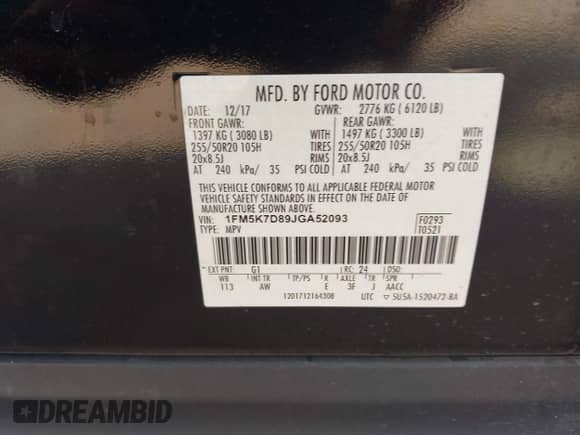 MFD. BY FORD MOTOR CO.
DATE: 12/17 GVWR: 2776 KG ( 6120 LB)
FRONT GAWR: REAR GAWR:
1397 KG ( 3080 LB) WITH 1497 KG ( 3300 LB) WITH
255/50R20 105H TIRES 255/50R20 105H TIRES
20x8.5J RIMS 20x8.5J RIMS
AT 240 kPa/ 35 PSI COLD AT 240 kPa/ 35 PSI COLD
THIS VEHICLE CONFORMS TO ALL APPLICABLE FEDERAL MOTOR
VEHICLE SAFETY STANDARDS IN EFFECT ON THE DATE OF
MANUFACTURE SHOWN ABOVE.
VIN: 1FM5K7D89JGA52093 F0293
TYPE: MPV T0521
EXT PNT: G1 RC: 24 DSO:
WB INT TR TP/PS R AXLE TR SPR
113 AW E 3F J AACC
1201712164308 UTC ▽ 5U5A-1520472-BA
DREAMBID